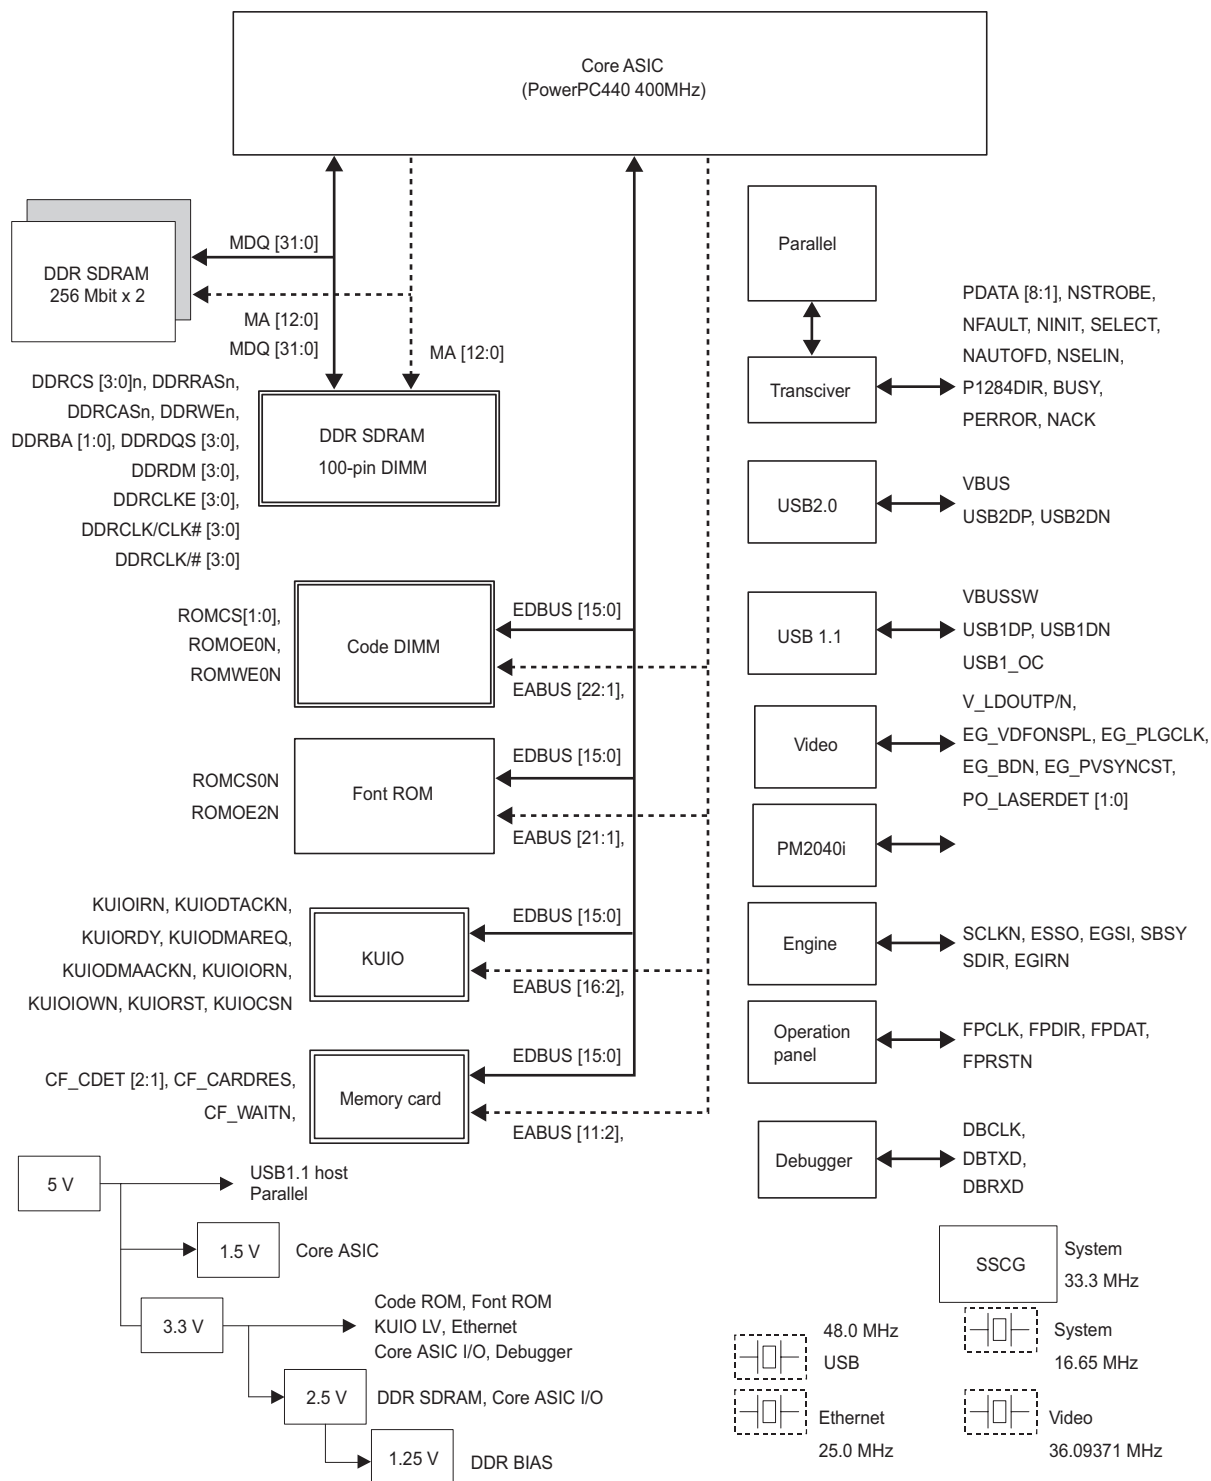 Core ASIC
(PowerPC440 400MHz)
DDR SDRAM
256 Mbit x 2
MDQ [31:0]
MA [12:0]
MDQ [31:0]
MA [12:0]
DDRCS [3:0]n, DDRRASn,
DDRCASn, DDRWEn,
DDRBA [1:0], DDRDQS [3:0],
DDRDM [3:0],
DDRCLKE [3:0],
DDRCLK/CLK# [3:0]
DDRCLK/# [3:0]
DDR SDRAM
100-pin DIMM
ROMCS[1:0],
ROMOE0N,
ROMWE0N
Code DIMM
EDBUS [15:0]
EABUS [22:1],
ROMCS0N
ROMOE2N
Font ROM
EDBUS [15:0]
EABUS [21:1],
KUIOIRN, KUIODTACKN,
KUIORDY, KUIODMAREQ,
KUIODMAACKN, KUIOIORN,
KUIOIOWN, KUIORST, KUIOCSN
KUIO
EDBUS [15:0]
EABUS [16:2],
CF_CDET [2:1], CF_CARDRES,
CF_WAITN,
Memory card
EDBUS [15:0]
EABUS [11:2],
Parallel
Transciver
PDATA [8:1], NSTROBE,
NFAULT, NINIT, SELECT,
NAUTOFD, NSELIN,
P1284DIR, BUSY,
PERROR, NACK
USB2.0
VBUS
USB2DP, USB2DN
USB 1.1
VBUSSW
USB1DP, USB1DN
USB1_OC
Video
V_LDOUTP/N,
EG_VDFONSPL, EG_PLGCLK,
EG_BDN, EG_PVSYNCST,
PO_LASERDET [1:0]
PM2040i
Engine
SCLKN, ESSO, EGSI, SBSY
SDIR, EGIRN
Operation
panel
FPCLK, FPDIR, FPDAT,
FPRSTN
Debugger
DBCLK,
DBTXD,
DBRXD
5 V
USB1.1 host
Parallel
1.5 V
Core ASIC
3.3 V
Code ROM, Font ROM
KUIO LV, Ethernet
Core ASIC I/O, Debugger
2.5 V
DDR SDRAM, Core ASIC I/O
1.25 V
DDR BIAS
SSCG
System
33.3 MHz
48.0 MHz
USB
System
16.65 MHz
Ethernet
25.0 MHz
Video
36.09371 MHz